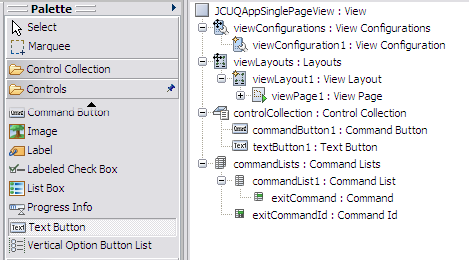 Palette
Select
Marquee
Control Collection
Controls
Command Button
Image
Label
Labeled Check Box
List Box
Progress Info
Text Button
Vertical Option Button List
JCUQAppSinglePageView : View
viewConfigurations : View Configurations
viewConfiguration1 : View Configuration
viewLayouts : Layouts
viewLayout1 : View Layout
viewPage1 : View Page
controlCollection : Control Collection
commandButton1 : Command Button
textButton1 : Text Button
commandLists : Command Lists
commandList1 : Command List
exitCommand : Command
exitCommandId : Command Id